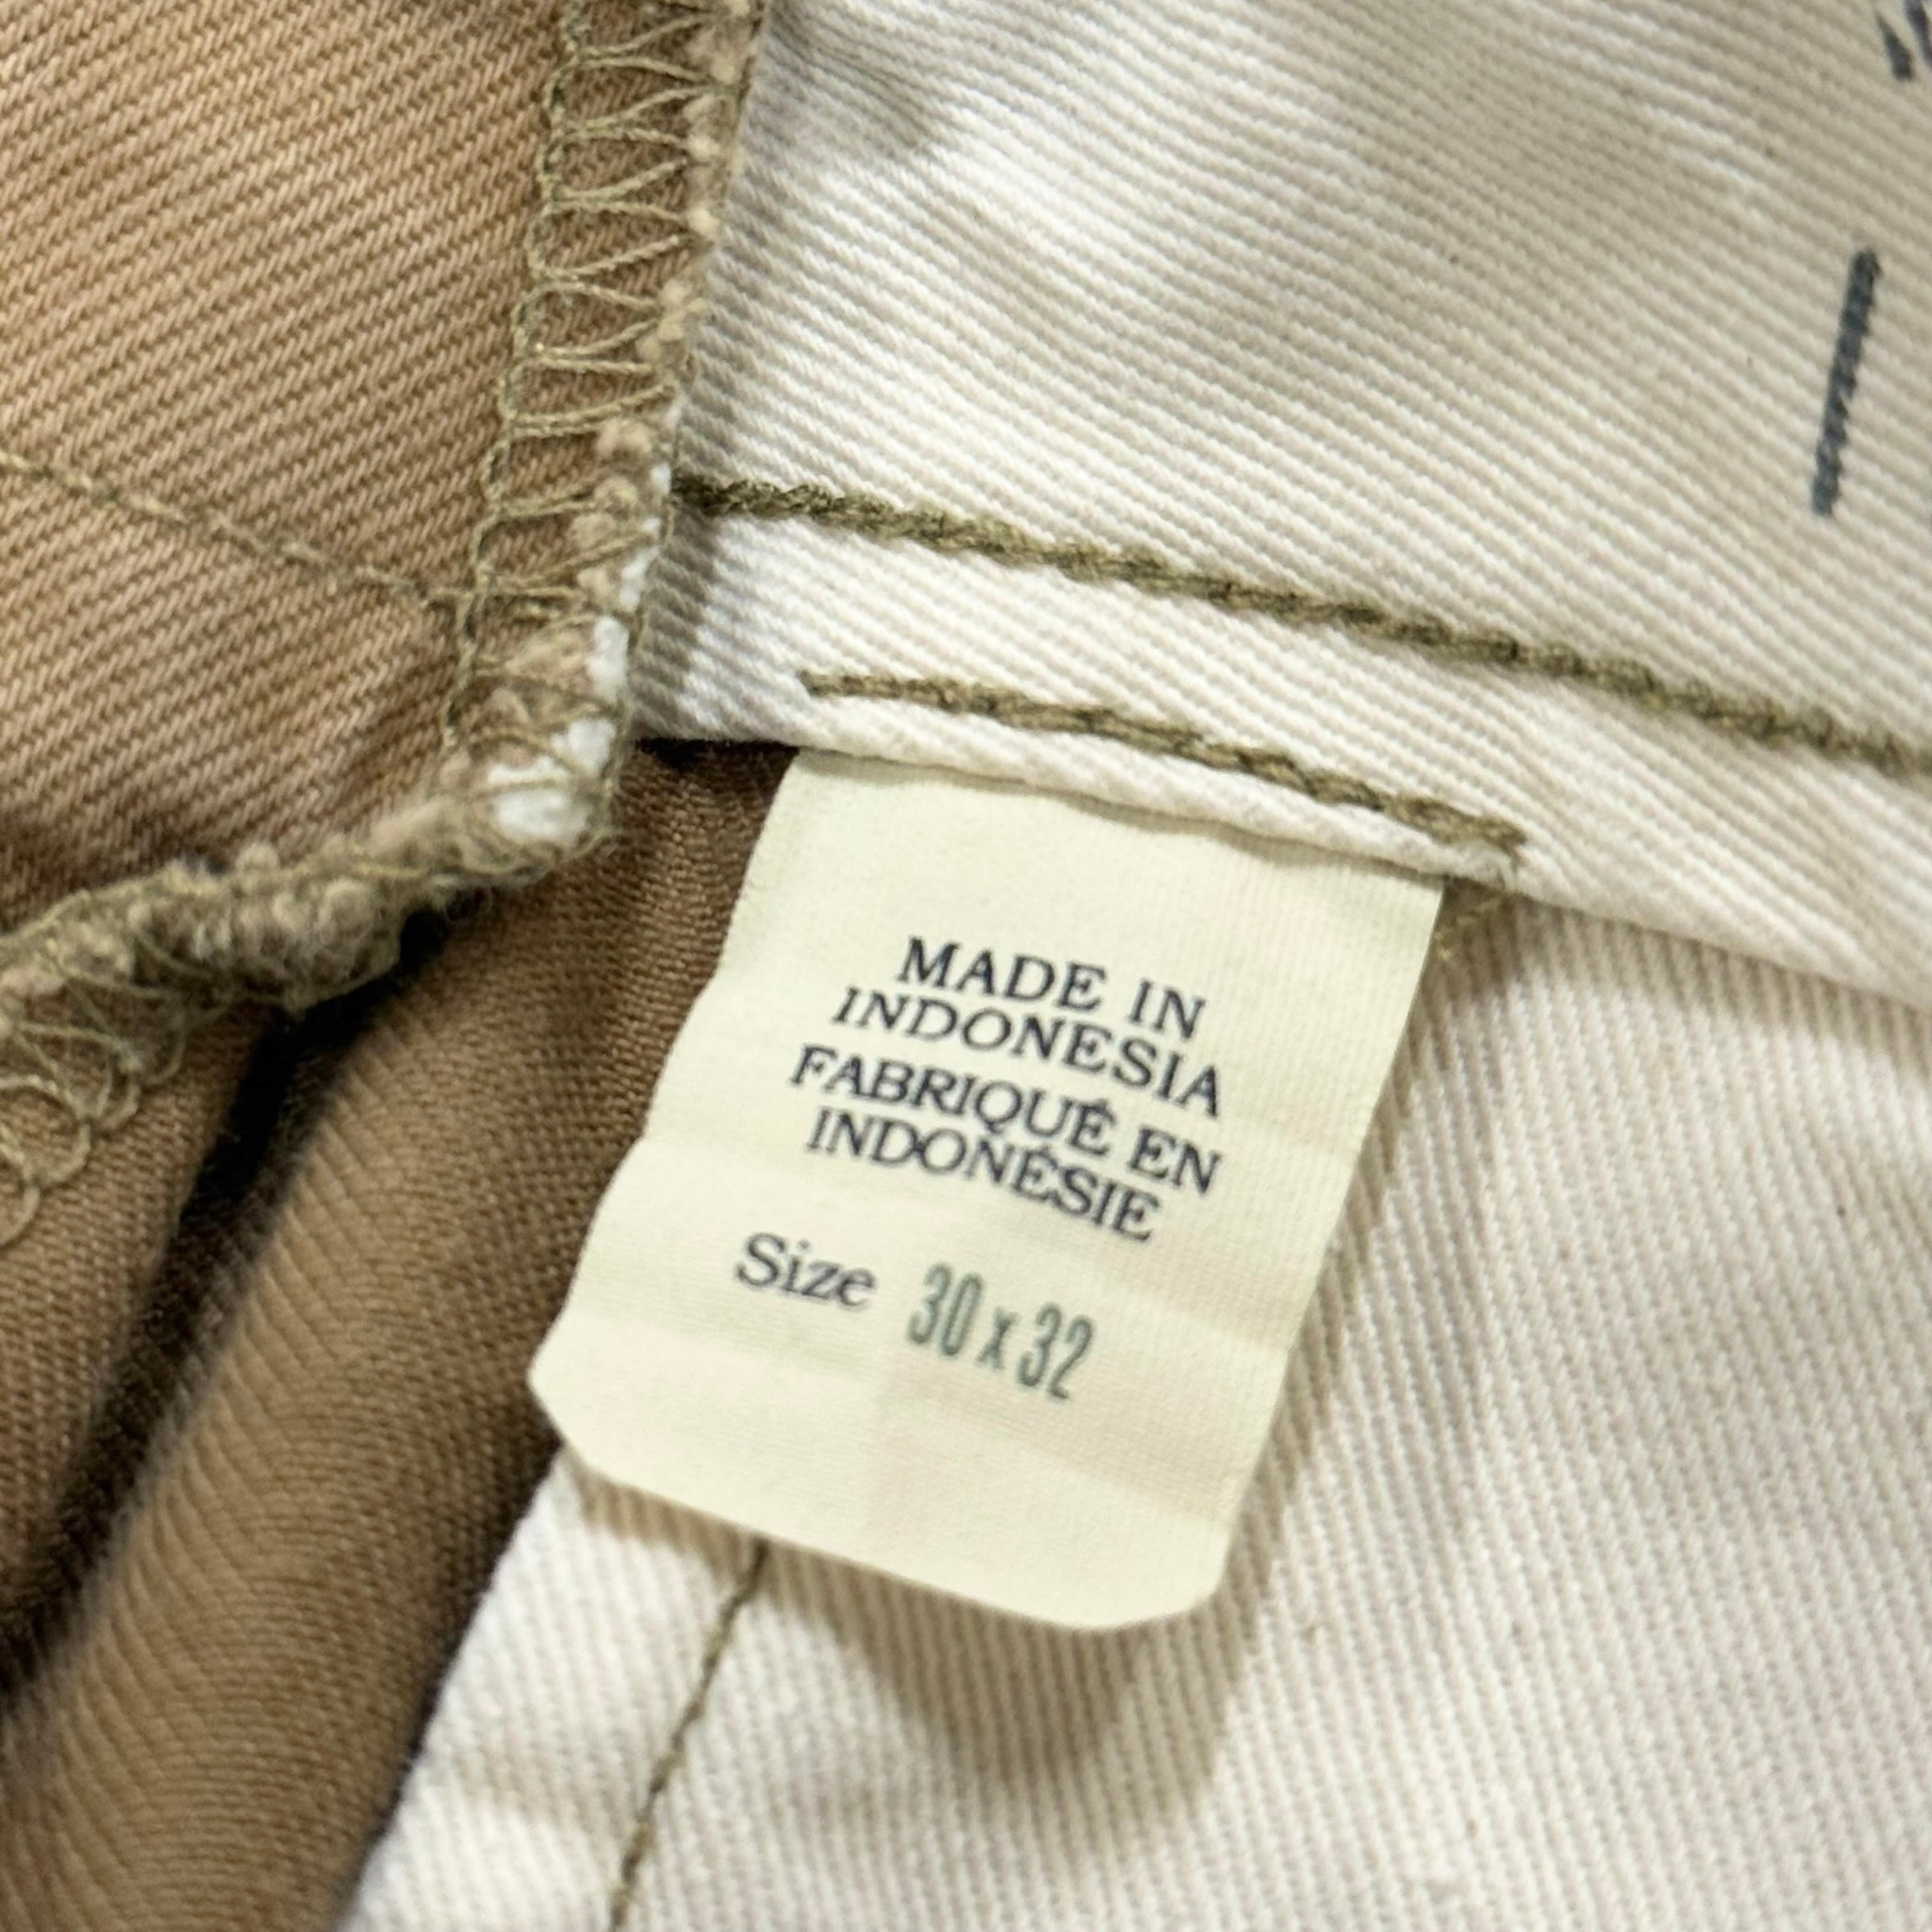 MADE IN
INDONESIA
FABRIQUÉ EN
INDONÉSIE
Size 30 x 32